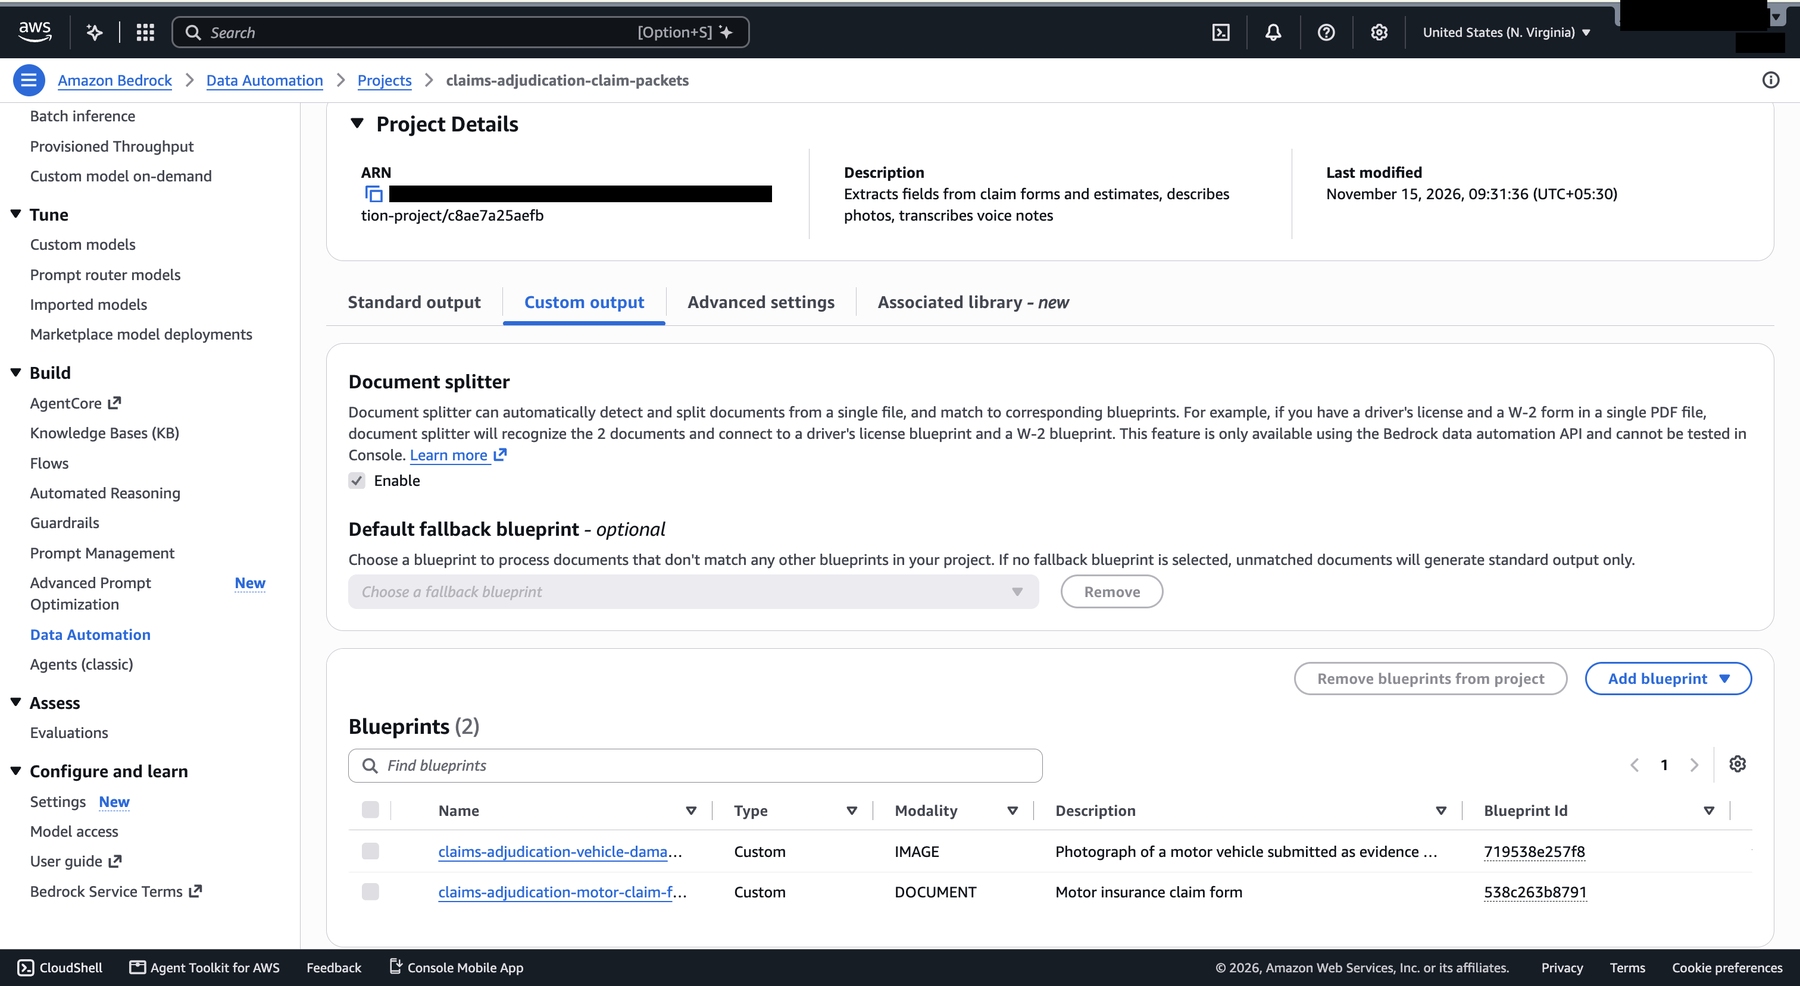 aws
Search
[Option+S]
United States (N. Virginia)
Amazon Bedrock
Data Automation
Projects
claims-adjudication-claim-packets
Batch inference
Provisioned Throughput
Custom model on-demand
Tune
Custom models
Prompt router models
Imported models
Marketplace model deployments
Build
AgentCore
Knowledge Bases (KB)
Flows
Automated Reasoning
Guardrails
Prompt Management
Advanced Prompt
Optimization
New
Data Automation
Agents (classic)
Assess
Evaluations
Configure and learn
Settings New
Model access
User guide
Bedrock Service Terms
Project Details
ARN
tion-project/c8ae7a25aefb
Description
Extracts fields from claim forms and estimates, describes
photos, transcribes voice notes
Last modified
November 15, 2026, 09:31:36 (UTC+05:30)
Standard output
Custom output
Advanced settings
Associated library - new
Document splitter
Document splitter can automatically detect and split documents from a single file, and match to corresponding blueprints. For example, if you have a driver's license and a W-2 form in a single PDF file,
document splitter will recognize the 2 documents and connect to a driver's license blueprint and a W-2 blueprint. This feature is only available using the Bedrock data automation API and cannot be tested in
Console. Learn more
Enable
Default fallback blueprint - optional
Choose a blueprint to process documents that don't match any other blueprints in your project. If no fallback blueprint is selected, unmatched documents will generate standard output only.
Choose a fallback blueprint
Remove
Remove blueprints from project
Add blueprint
Blueprints (2)
Find blueprints
1
Name Type Modality Description Blueprint Id
claims-adjudication-vehicle-dama... Custom IMAGE Photograph of a motor vehicle submitted as evidence ... 719538e257f8
claims-adjudication-motor-claim-f... Custom DOCUMENT Motor insurance claim form 538c263b8791
CloudShell
Agent Toolkit for AWS
Feedback
Console Mobile App
© 2026, Amazon Web Services, Inc. or its affiliates.
Privacy
Terms
Cookie preferences